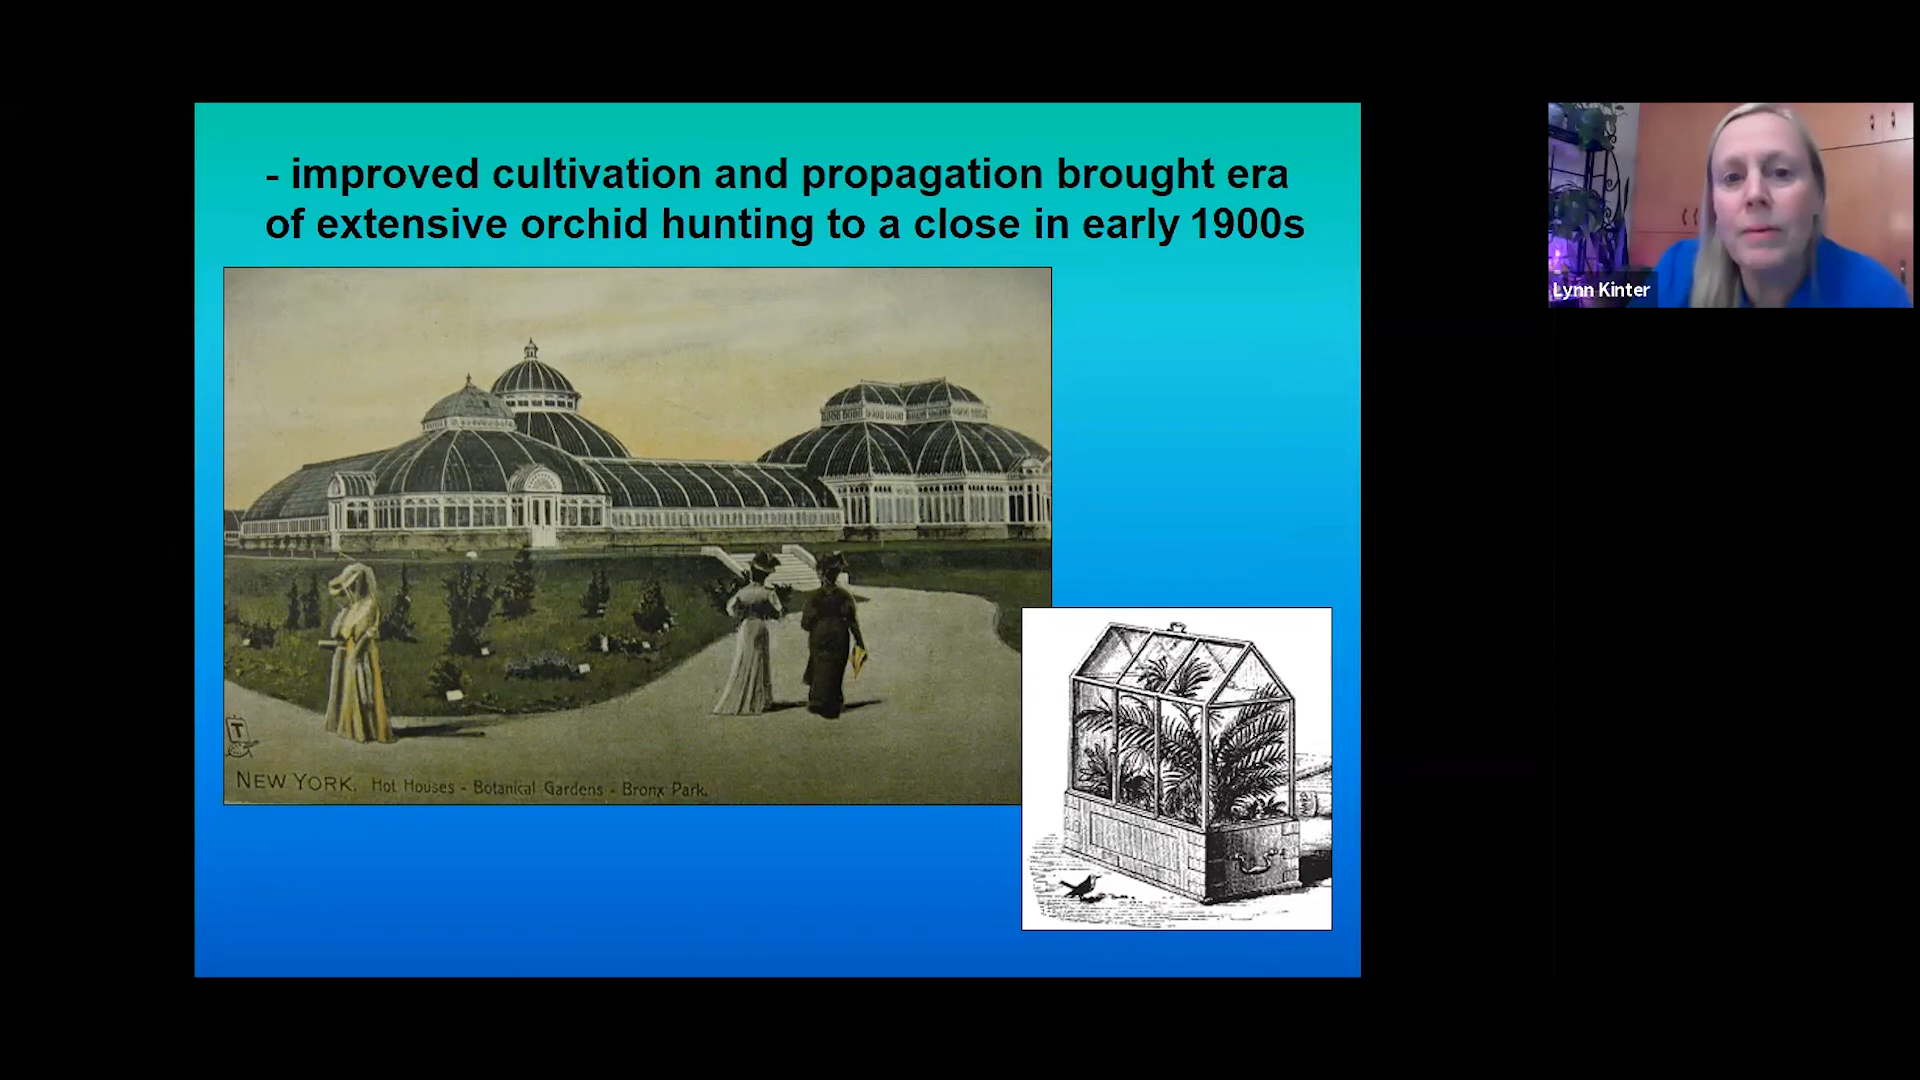 - improved cultivation and propagation brought era
of extensive orchid hunting to a close in early 1900s
Lynn Kinter
T
NEW YORK. Hot Houses - Botanical Gardens - Bronx Park.